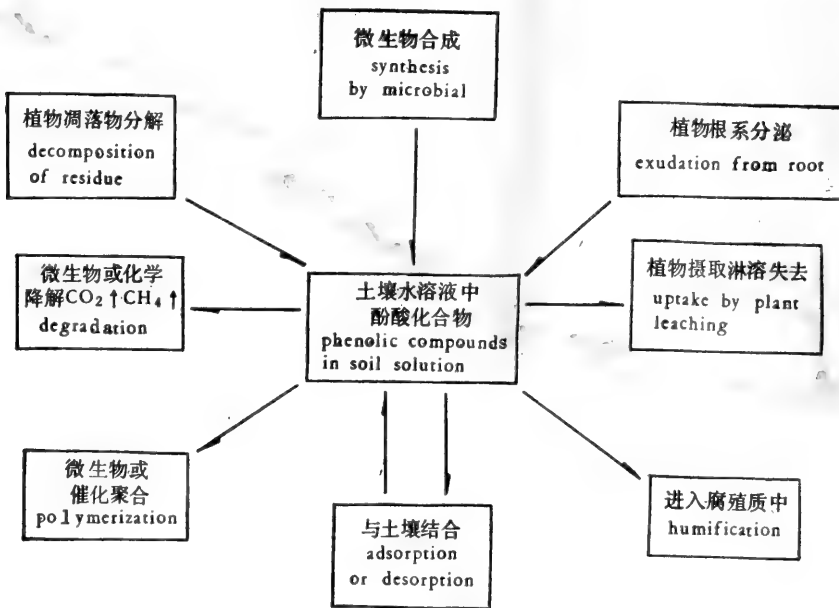 微生物合成
synthesis
by microbial
植物凋落物分解
decomposition
of residue
植物根系分泌
exudation from root
微生物或化学
降解CO₂↑CH₄↑
degradation
土壤水溶液中
酚酸化合物
phenolic compounds
in soil solution
植物摄取淋溶失去
uptake by plant
leaching
微生物或
催化聚合
polymerization
与土壤结合
adsorption
or desorption
进入腐殖质中
humification